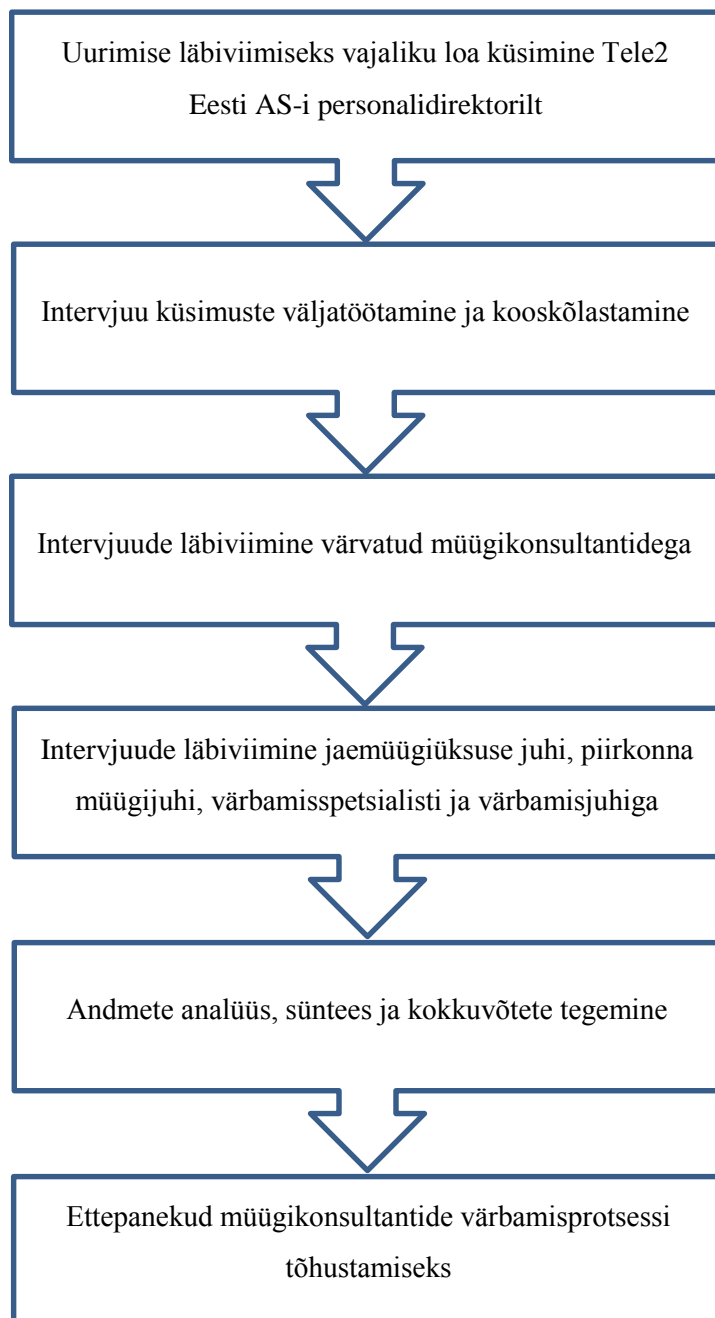 Uurimise läbiviimiseks vajaliku loa küsimine Tele2
Eesti AS-i personalidirektorilt
Intervjuu küsimuste väljatöötamine ja kooskõlastamine
Intervjuude läbiviimine värvatud müügikonsultantidega
Intervjuude läbiviimine jaemüügiüksuse juhi, piirkonna
müügijuhi, värbamisspetsialisti ja värbamisjuhiga
Andmete analüüs, süntees ja kokkuvõtete tegemine
Ettepanekud müügikonsultantide värbamisprotsessi
tõhustamiseks